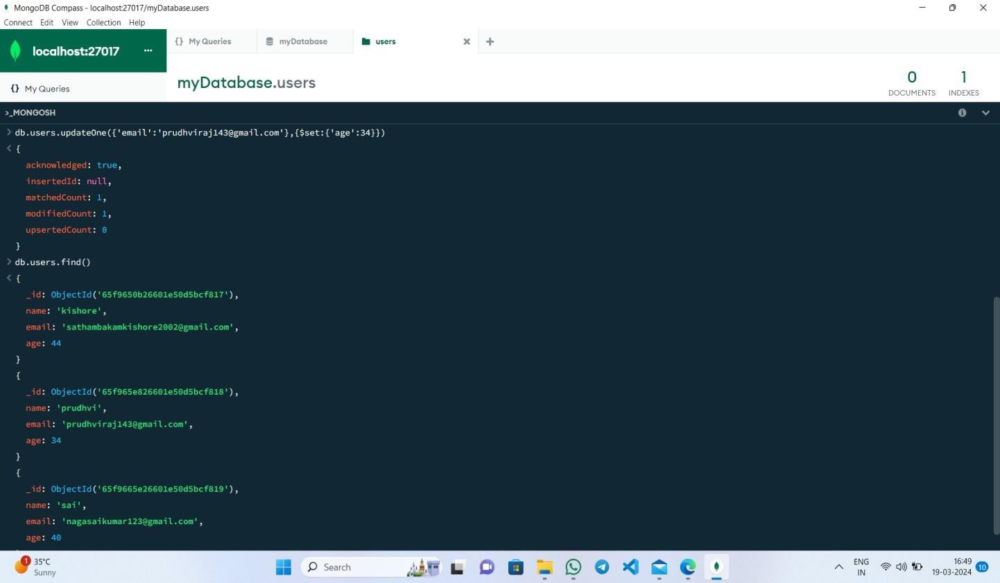 MongoDB Compass - localhost:27017/myDatabase.users
Connect Edit View Collection Help
localhost:27017 ...
{} My Queries
myDatabase
users
{} My Queries
myDatabase.users
0
DOCUMENTS
1
INDEXES
>_MONGOSH
> db.users.updateOne({'email':'prudhviraj143@gmail.com'},{$set:{'age':34}})
< {
acknowledged: true,
insertedId: null,
matchedCount: 1,
modifiedCount: 1,
upsertedCount: 0
}
> db.users.find()
< {
_id: ObjectId('65f9650b26601e50d5bcf817'),
name: 'kishore',
email: 'sathambakamkishore2002@gmail.com',
age: 44
}
{
_id: ObjectId('65f965e826601e50d5bcf818'),
name: 'prudhvi',
email: 'prudhviraj143@gmail.com',
age: 34
}
{
_id: ObjectId('65f9665e26601e50d5bcf819'),
name: 'sai',
email: 'nagasaikumar123@gmail.com',
age: 40
1
35°C
Sunny
Search
ENG
IN
16:49
19-03-2024
10